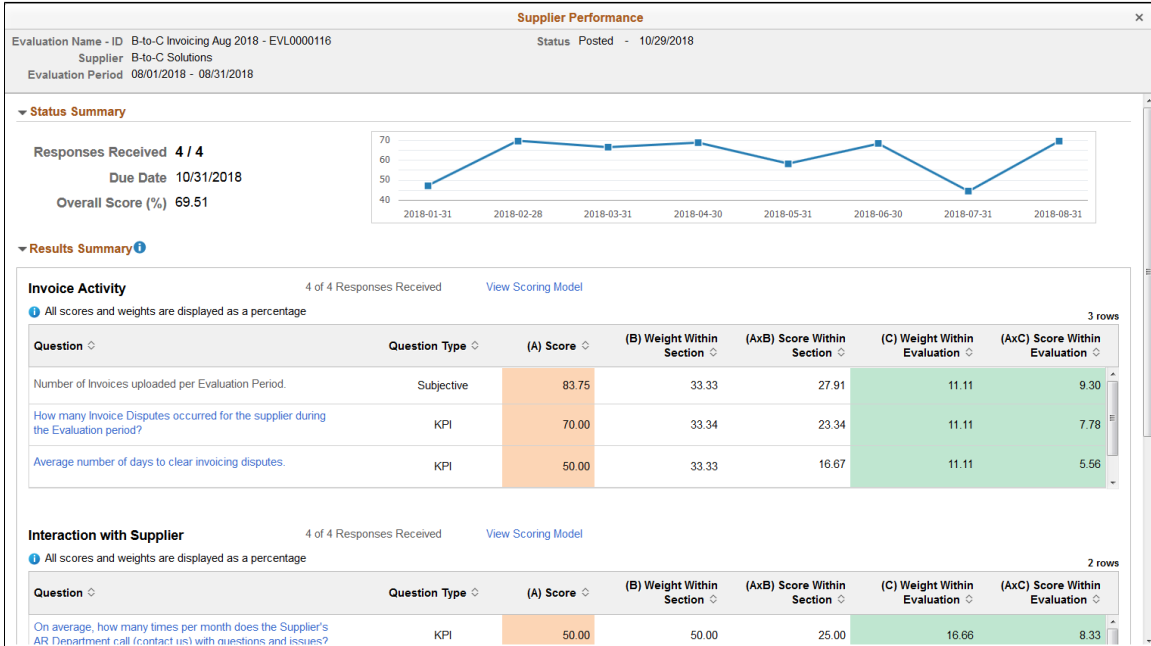 Supplier Performance ×
Evaluation Name - ID B-to-C Invoicing Aug 2018 - EVL0000116 Status Posted - 10/29/2018
Supplier B-to-C Solutions
Evaluation Period 08/01/2018 - 08/31/2018
Status Summary
Responses Received 4 / 4
Due Date 10/31/2018
Overall Score (%) 69.51
70
60
50
40
2018-01-31 2018-02-28 2018-03-31 2018-04-30 2018-05-31 2018-06-30 2018-07-31 2018-08-31
Results Summary
Invoice Activity 4 of 4 Responses Received View Scoring Model
All scores and weights are displayed as a percentage
3 rows
Question Question Type (A) Score (B) Weight Within Section (AxB) Score Within Section (C) Weight Within Evaluation (AxC) Score Within Evaluation
Number of Invoices uploaded per Evaluation Period. Subjective 83.75 33.33 27.91 11.11 9.30
How many Invoice Disputes occurred for the supplier during
the Evaluation period? KPI 70.00 33.34 23.34 11.11 7.78
Average number of days to clear invoicing disputes. KPI 50.00 33.33 16.67 11.11 5.56
Interaction with Supplier 4 of 4 Responses Received View Scoring Model
All scores and weights are displayed as a percentage
2 rows
Question Question Type (A) Score (B) Weight Within Section (AxB) Score Within Section (C) Weight Within Evaluation (AxC) Score Within Evaluation
On average, how many times per month does the Supplier's
AR Department call (contact us) with questions and issues? KPI 50.00 50.00 25.00 16.66 8.33